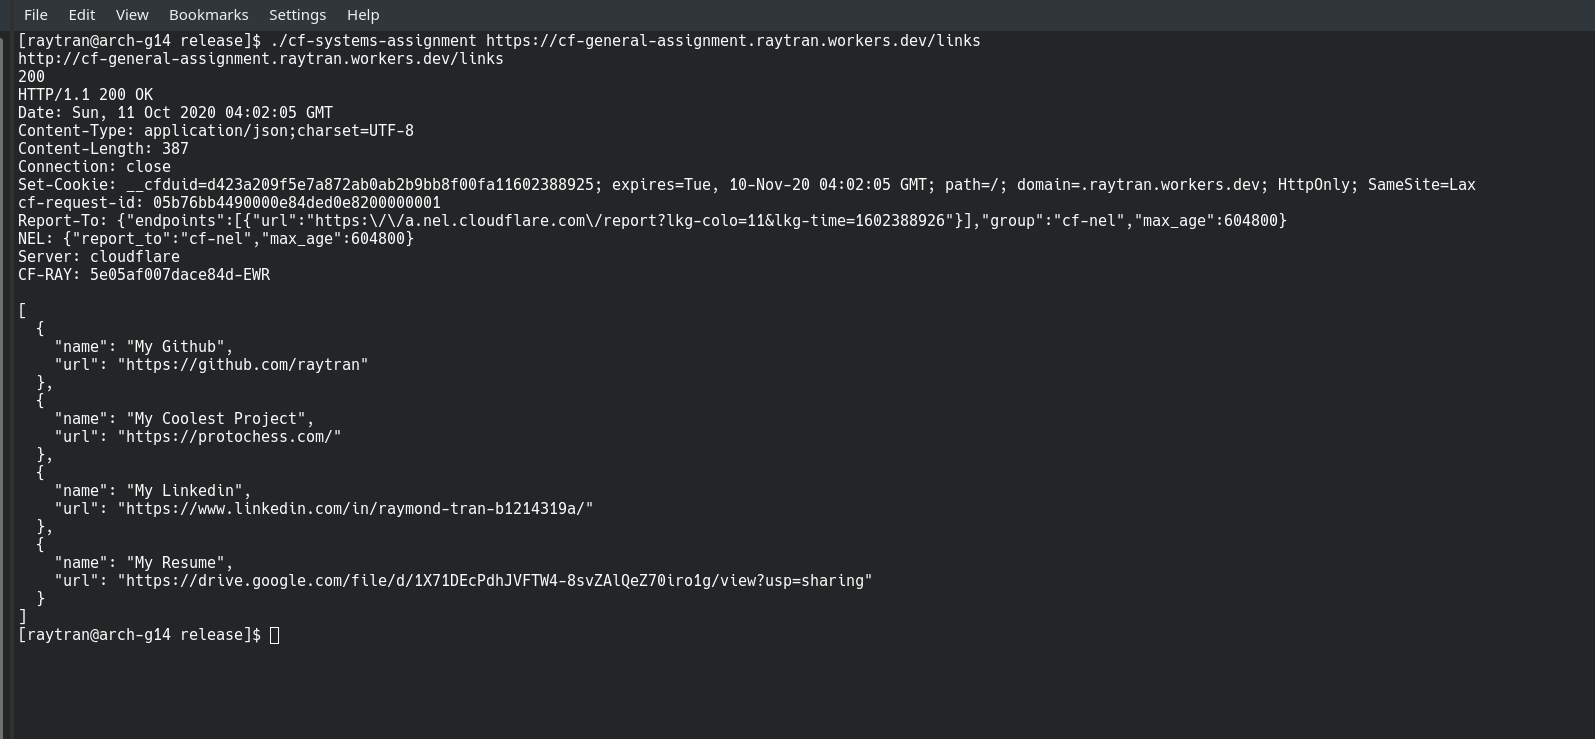 File Edit View Bookmarks Settings Help
[raytran@arch-g14 release]$ ./cf-systems-assignment https://cf-general-assignment.raytran.workers.dev/links
http://cf-general-assignment.raytran.workers.dev/links
200
HTTP/1.1 200 OK
Date: Sun, 11 Oct 2020 04:02:05 GMT
Content-Type: application/json;charset=UTF-8
Content-Length: 387
Connection: close
Set-Cookie: __cfduid=d423a209f5e7a872ab0ab2b9bb8f00fa11602388925; expires=Tue, 10-Nov-20 04:02:05 GMT; path=/; domain=.raytran.workers.dev; HttpOnly; SameSite=Lax
cf-request-id: 05b76bb4490000e84ded0e8200000001
Report-To: {"endpoints":[{"url":"https:\/\/a.nel.cloudflare.com\/report?lkg-colo=11&lkg-time=1602388926"}],"group":"cf-nel","max_age":604800}
NEL: {"report_to":"cf-nel","max_age":604800}
Server: cloudflare
CF-RAY: 5e05af007dace84d-EWR

[
  {
    "name": "My Github",
    "url": "https://github.com/raytran"
  },
  {
    "name": "My Coolest Project",
    "url": "https://protochess.com/"
  },
  {
    "name": "My Linkedin",
    "url": "https://www.linkedin.com/in/raymond-tran-b1214319a/"
  },
  {
    "name": "My Resume",
    "url": "https://drive.google.com/file/d/1X71DEcPdhJVFTW4-8svZAlQeZ70iro1g/view?usp=sharing"
  }
]
[raytran@arch-g14 release]$